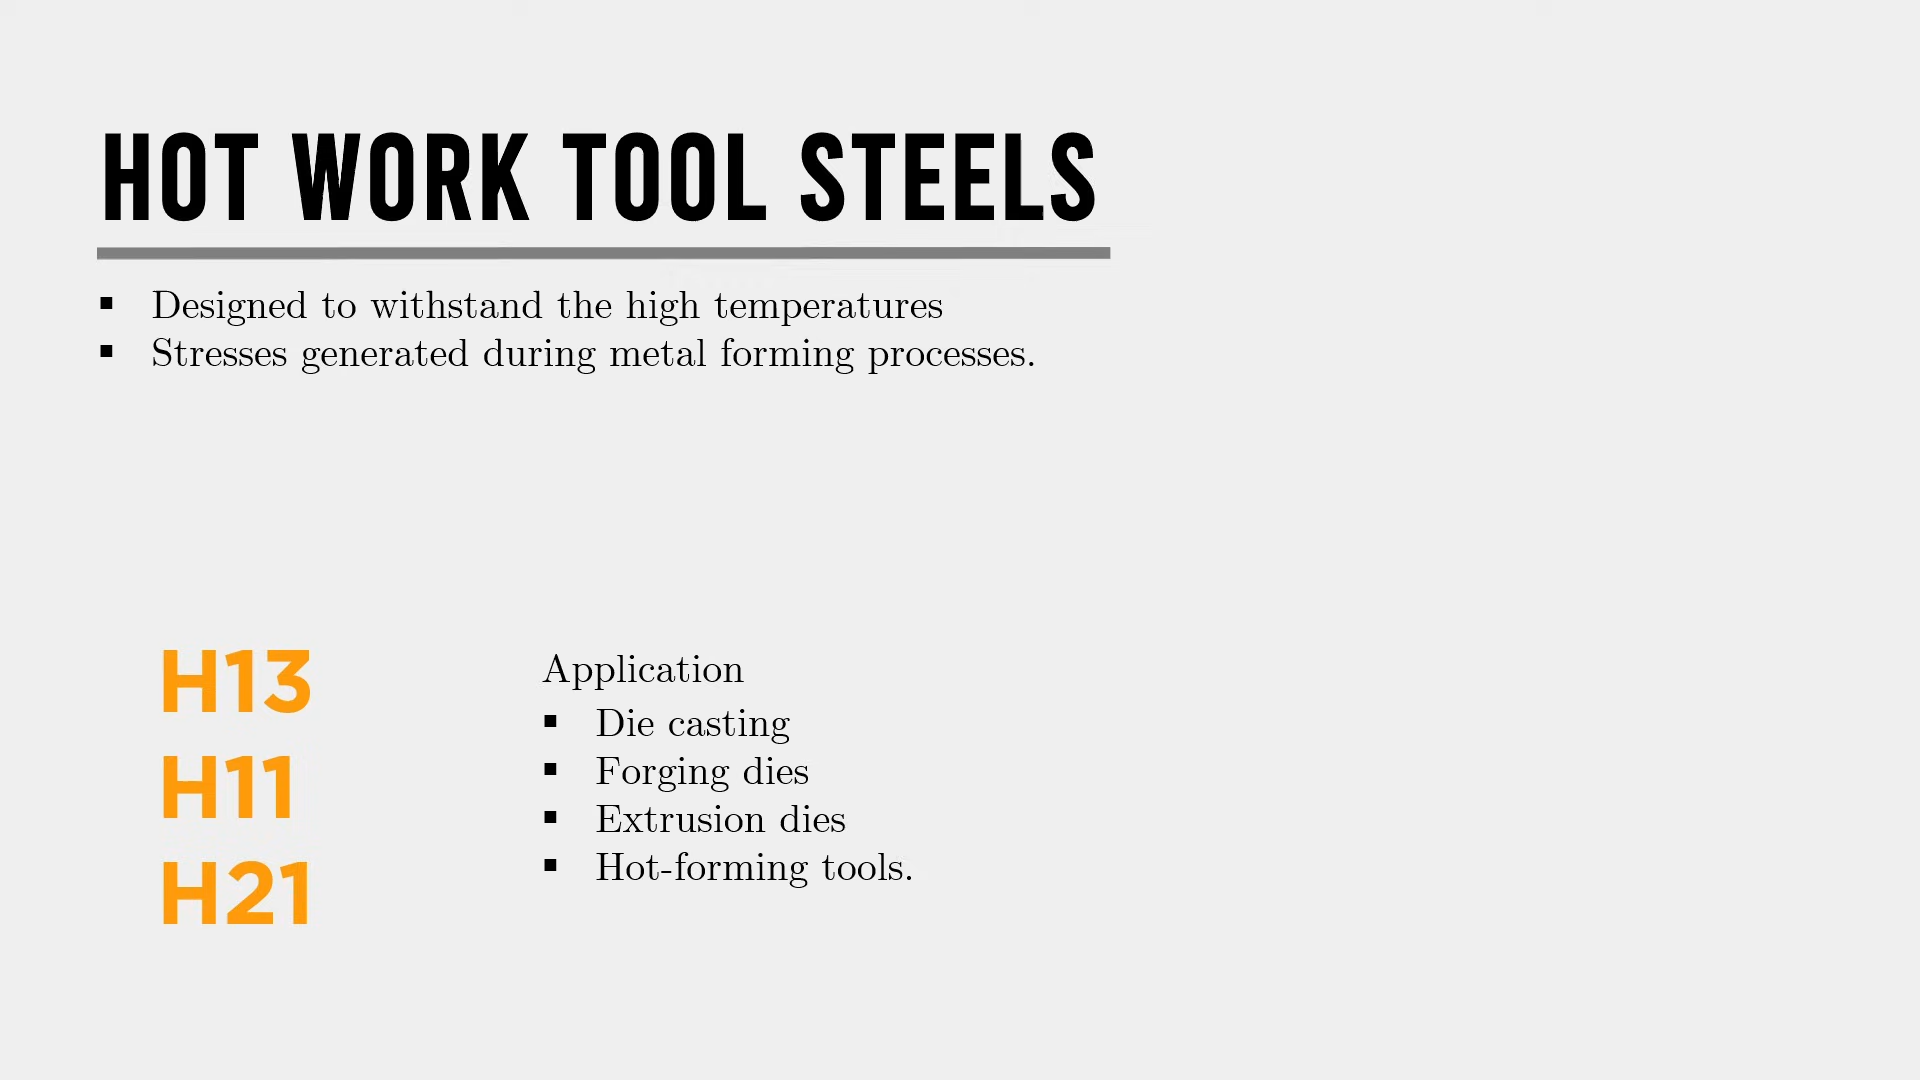 HOT WORK TOOL STEELS
▪ Designed to withstand the high temperatures
▪ Stresses generated during metal forming processes.
H13
H11
H21
Application
▪ Die casting
▪ Forging dies
▪ Extrusion dies
▪ Hot-forming tools.